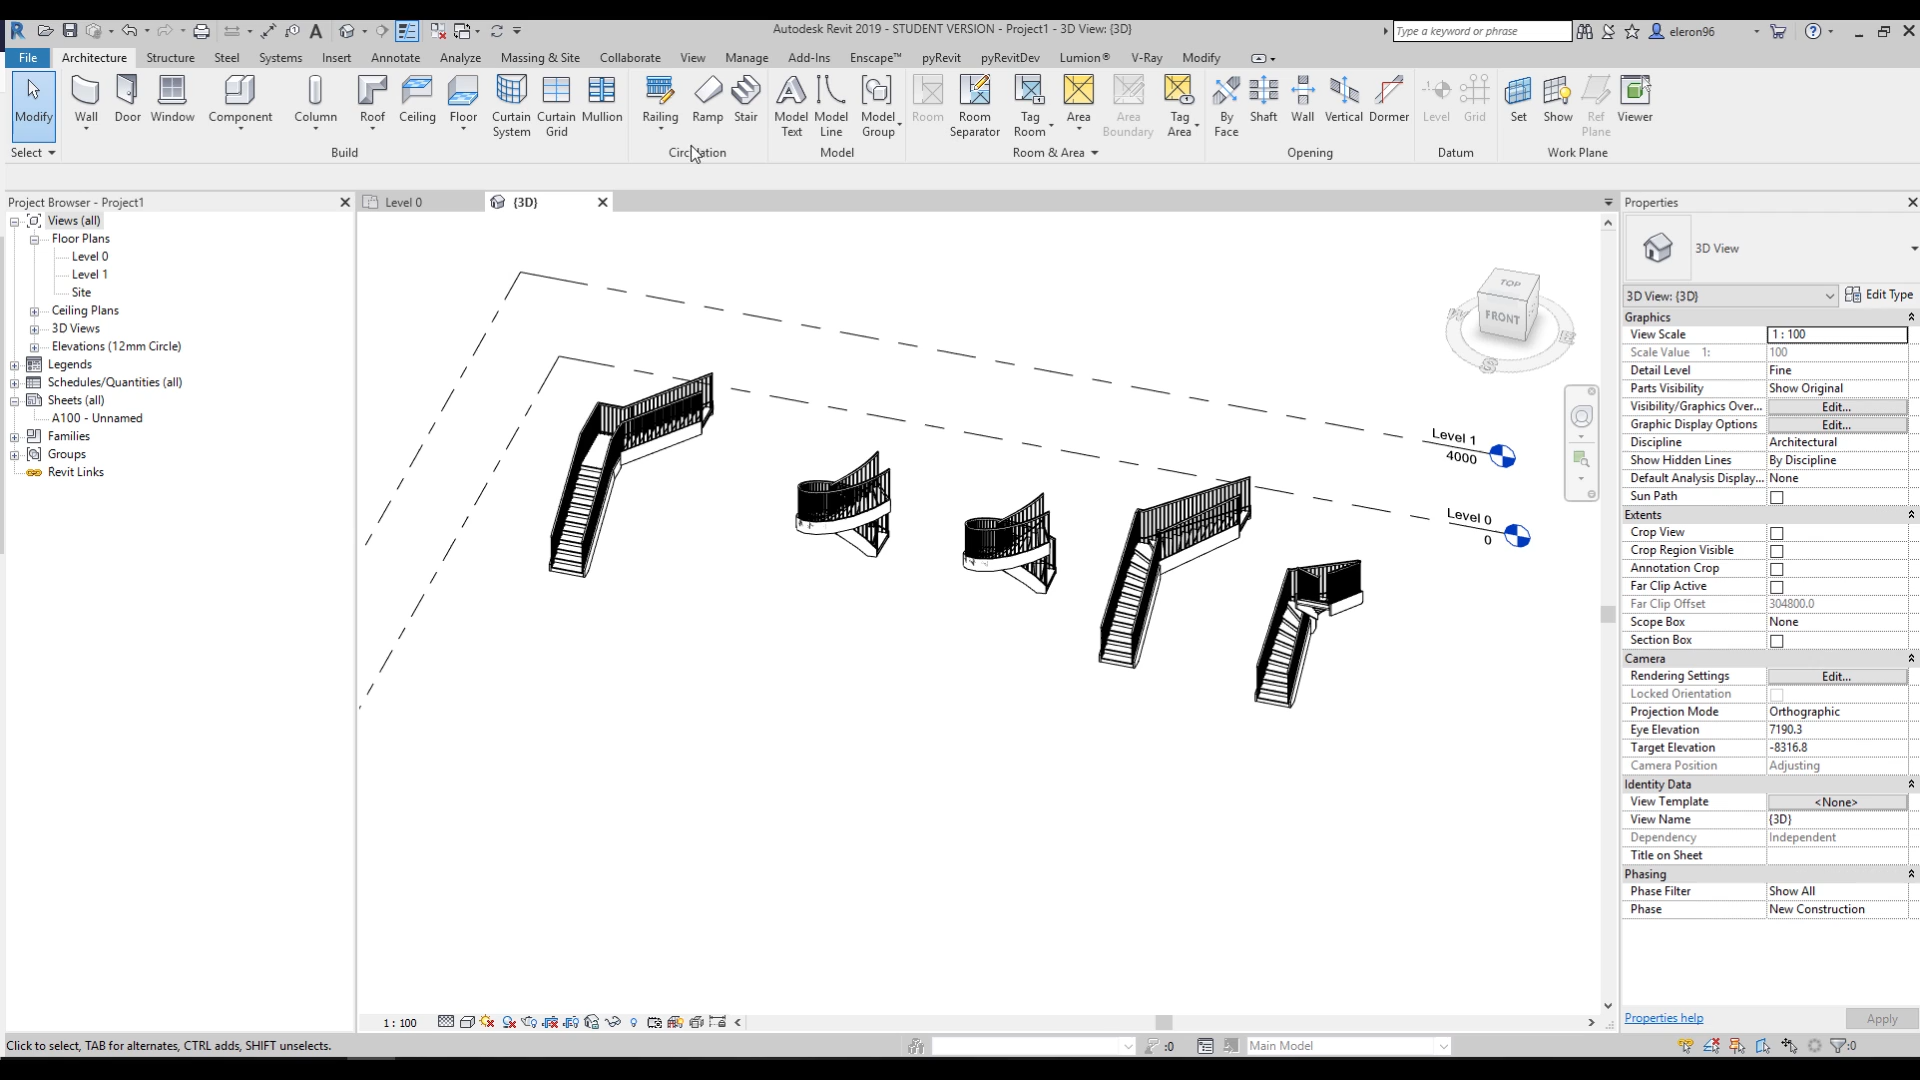 Autodesk Revit 2019 - STUDENT VERSION - Project1 - 3D View: {3D}
Type a keyword or phrase
eleron96
File
Architecture
Structure
Steel
Systems
Insert
Annotate
Analyze
Massing & Site
Collaborate
View
Manage
Add-Ins
Enscape™
pyRevit
pyRevitDev
Lumion®
V-Ray
Modify
Modify
Wall
Door
Window
Component
Column
Roof
Ceiling
Floor
Curtain System
Curtain Grid
Mullion
Railing
Ramp
Stair
Model Text
Model Line
Model Group
Room
Room Separator
Tag Room
Area
Area Boundary
Tag Area
By Face
Shaft
Wall
Vertical
Dormer
Level
Grid
Set
Show
Ref Plane
Viewer
Select
Build
Model
Room & Area
Opening
Datum
Work Plane
Project Browser - Project1
Views (all)
Floor Plans
Level 0
Level 1
Site
Ceiling Plans
3D Views
Elevations (12mm Circle)
Legends
Schedules/Quantities (all)
Sheets (all)
A100 - Unnamed
Families
Groups
Revit Links
Level 0
{3D}
TOP
FRONT
S
Level 1
4000
Level 0
0
Properties
3D View
3D View: {3D}
Edit Type
Graphics
View Scale 1 : 100
Scale Value 1: 100
Detail Level Fine
Parts Visibility Show Original
Visibility/Graphics Over... Edit...
Graphic Display Options Edit...
Discipline Architectural
Show Hidden Lines By Discipline
Default Analysis Display... None
Sun Path
Extents
Crop View
Crop Region Visible
Annotation Crop
Far Clip Active
Far Clip Offset 304800.0
Scope Box None
Section Box
Camera
Rendering Settings Edit...
Locked Orientation
Projection Mode Orthographic
Eye Elevation 7190.3
Target Elevation -8316.8
Camera Position Adjusting
Identity Data
View Template <None>
View Name {3D}
Dependency Independent
Title on Sheet
Phasing
Phase Filter Show All
Phase New Construction
Properties help
Apply
1 : 100
Click to select, TAB for alternates, CTRL adds, SHIFT unselects.
:0
Main Model
:0